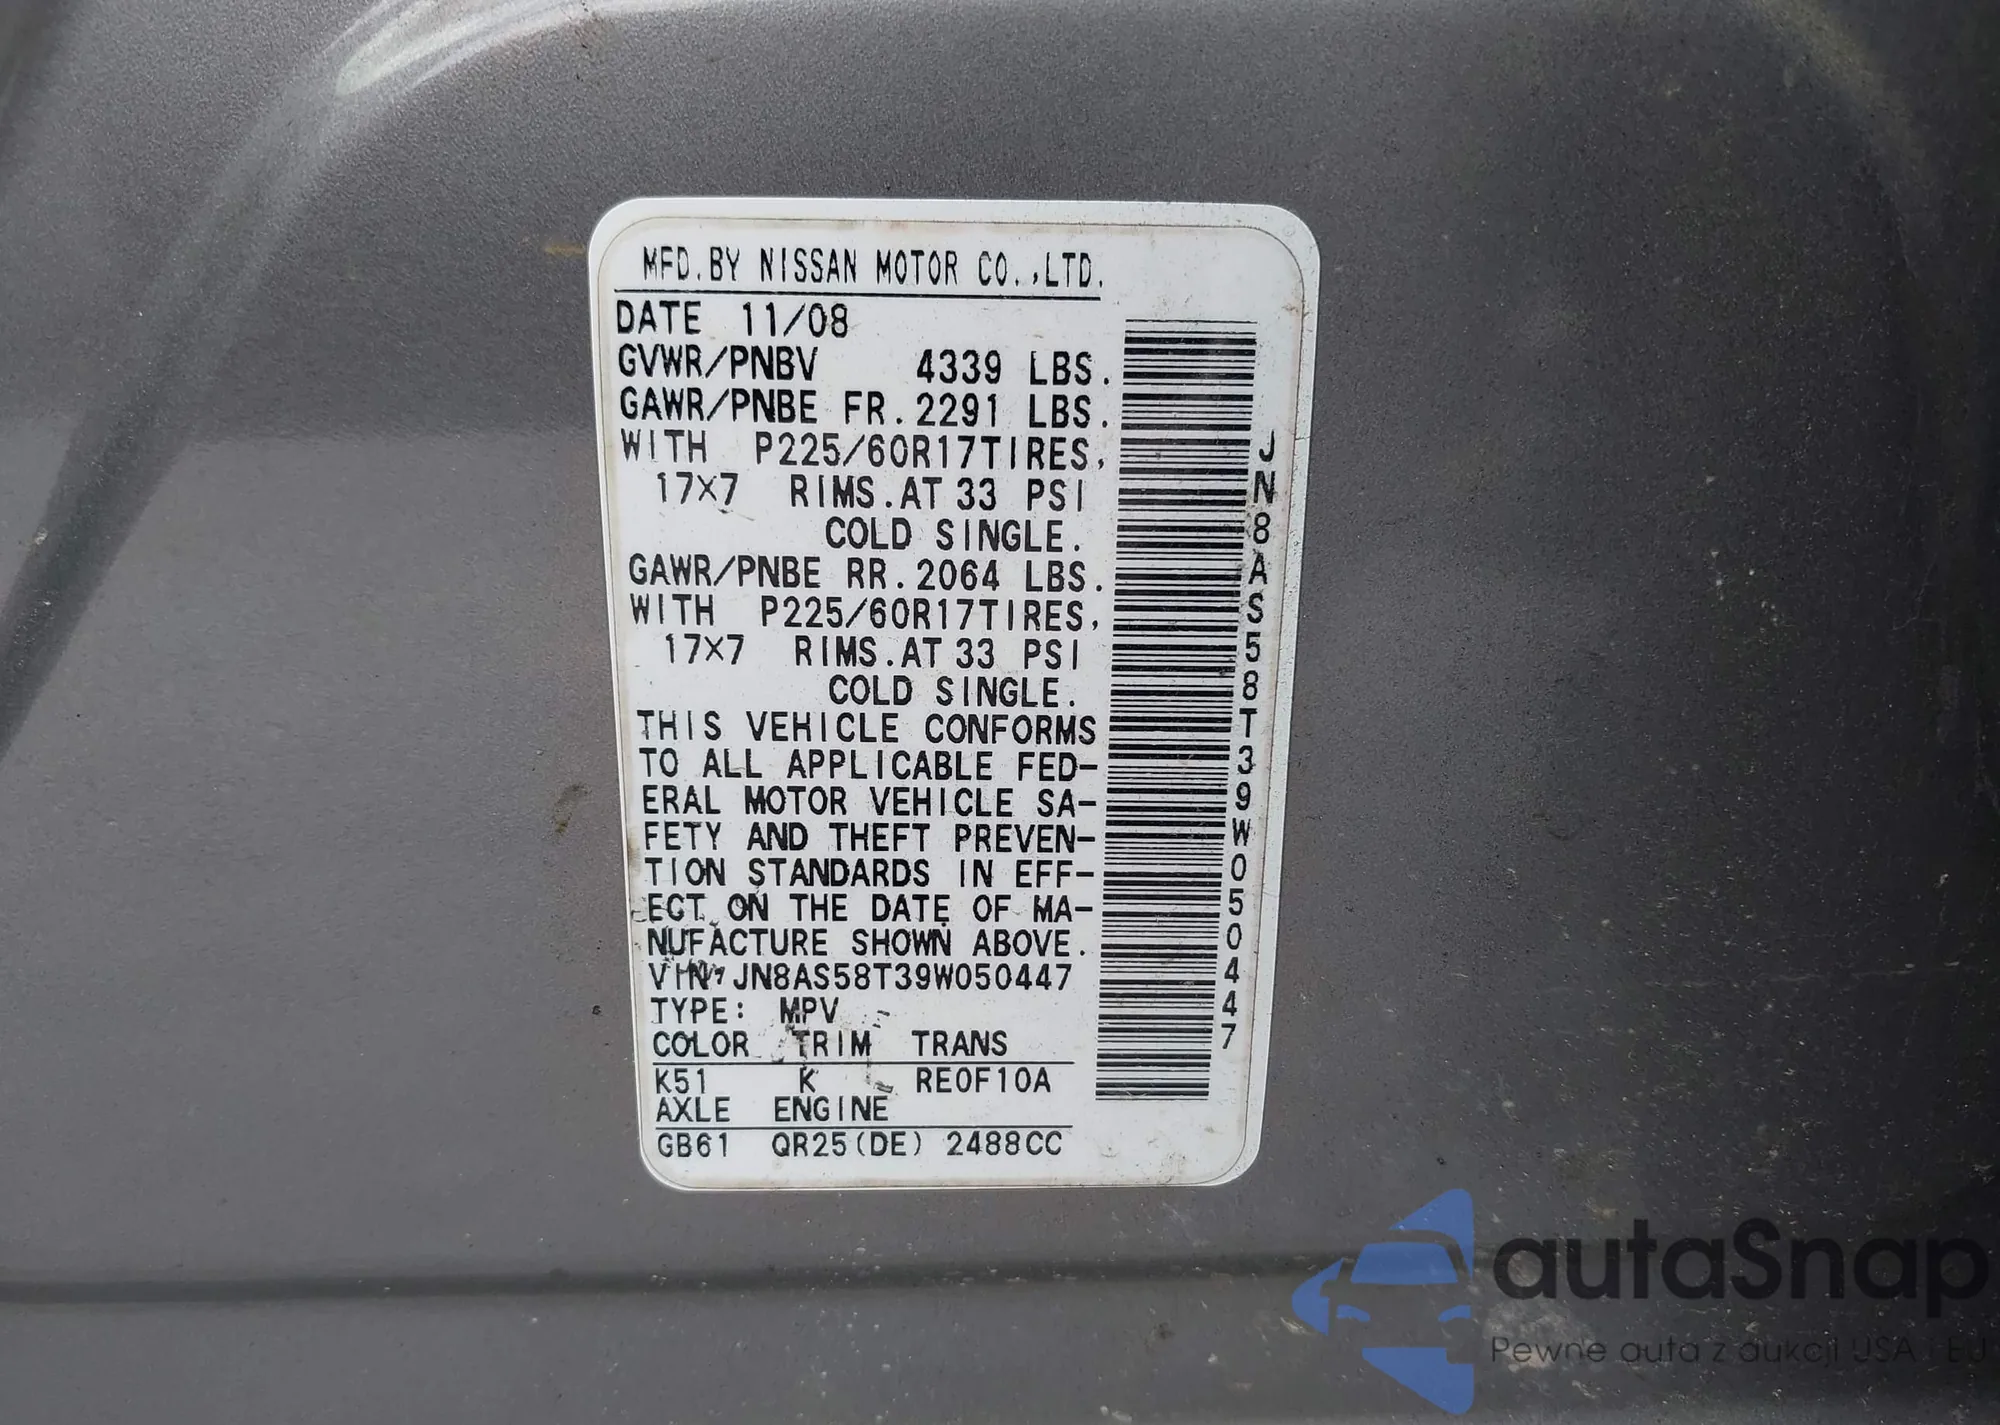 MFD.BY NISSAN MOTOR CO.,LTD.
DATE 11/08
GVWR/PNBV 4339 LBS.
GAWR/PNBE FR.2291 LBS.
WITH P225/60R17TIRES,
17X7 RIMS.AT 33 PSI
COLD SINGLE.
GAWR/PNBE RR.2064 LBS.
WITH P225/60R17TIRES,
17X7 RIMS.AT 33 PSI
COLD SINGLE.
THIS VEHICLE CONFORMS
TO ALL APPLICABLE FED-
ERAL MOTOR VEHICLE SA-
FETY AND THEFT PREVEN-
TION STANDARDS IN EFF-
ECT ON THE DATE OF MA-
NUFACTURE SHOWN ABOVE.
VIN: JN8AS58T39W050447
TYPE: MPV
COLOR TRIM TRANS
K51 K RE0F10A
AXLE ENGINE
GB61 QR25(DE) 2488CC
JN8AS58T39W050447
autaSnap
Pewne auta z aukcji USA i EU